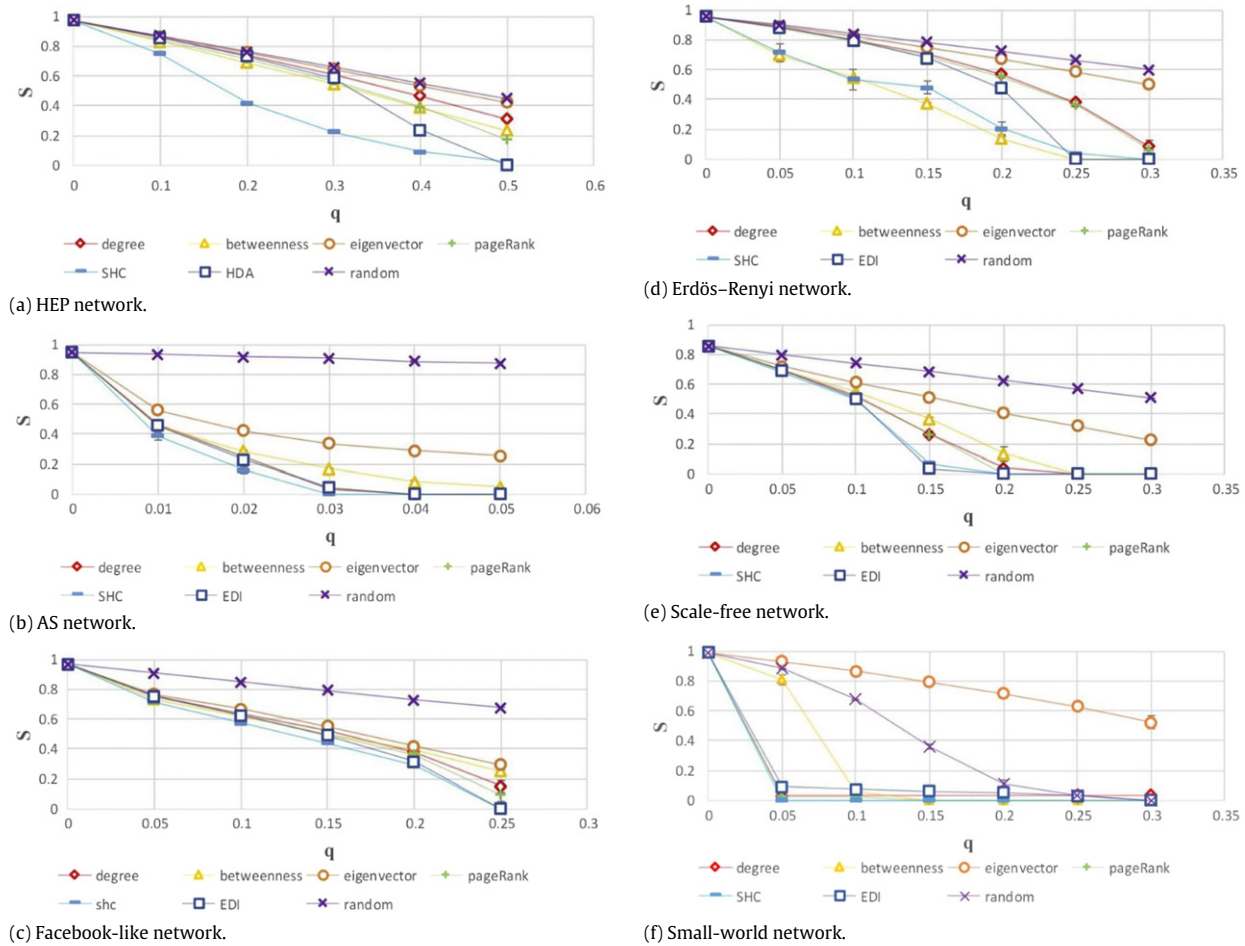 1
0.8
0.6
0.4
0.2
0
S
0 0.1 0.2 0.3 0.4 0.5 0.6
q
degree betweenness eigenvector pageRank
SHC HDA random
(a) HEP network.
1
0.8
0.6
0.4
0.2
0
S
0 0.01 0.02 0.03 0.04 0.05 0.06
q
degree betweenness eigenvector pageRank
SHC EDI random
(b) AS network.
1
0.8
0.6
0.4
0.2
0
S
0 0.05 0.1 0.15 0.2 0.25 0.3
q
degree betweenness eigenvector pageRank
shc EDI random
(c) Facebook-like network.
1
0.8
0.6
0.4
0.2
0
S
0 0.05 0.1 0.15 0.2 0.25 0.3 0.35
q
degree betweenness eigenvector pageRank
SHC EDI random
(d) Erdös–Renyi network.
1
0.8
0.6
0.4
0.2
0
S
0 0.05 0.1 0.15 0.2 0.25 0.3 0.35
q
degree betweenness eigenvector pageRank
SHC EDI random
(e) Scale-free network.
1
0.8
0.6
0.4
0.2
0
S
0 0.05 0.1 0.15 0.2 0.25 0.3 0.35
q
degree betweenness eigenvector pageRank
SHC EDI random
(f) Small-world network.